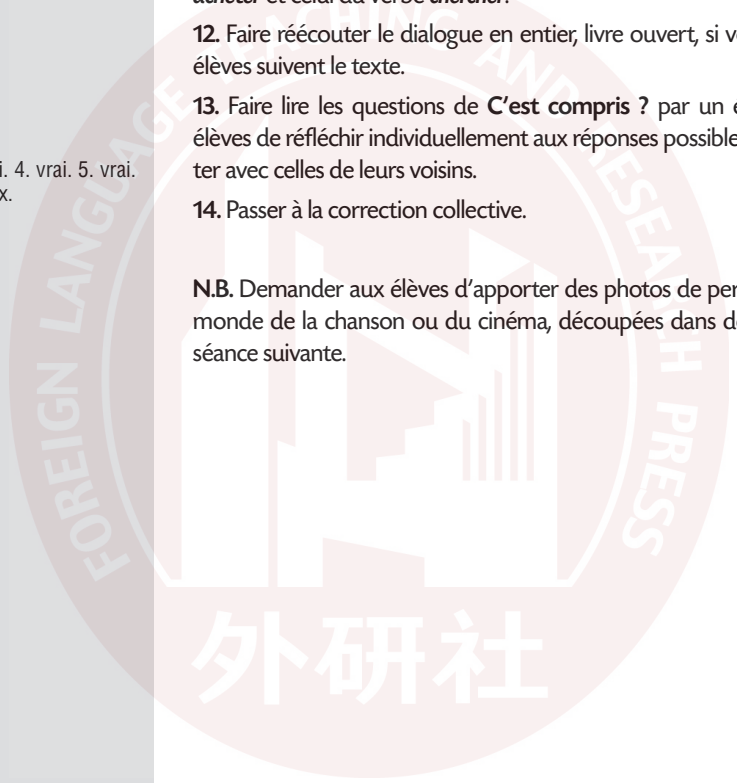 acheter et celui du verbe chercher.
12. Faire réécouter le dialogue en entier, livre ouvert, si v
élèves suivent le texte.
13. Faire lire les questions de C'est compris ? par un é
élèves de réfléchir individuellement aux réponses possible
ter avec celles de leurs voisins.
i. 4. vrai. 5. vrai.
x.
14. Passer à la correction collective.
N.B. Demander aux élèves d'apporter des photos de per
monde de la chanson ou du cinéma, découpées dans d
séance suivante.
FOREIGN LANGUAGE TEACHING AND RESEARCH PRESS
外研社